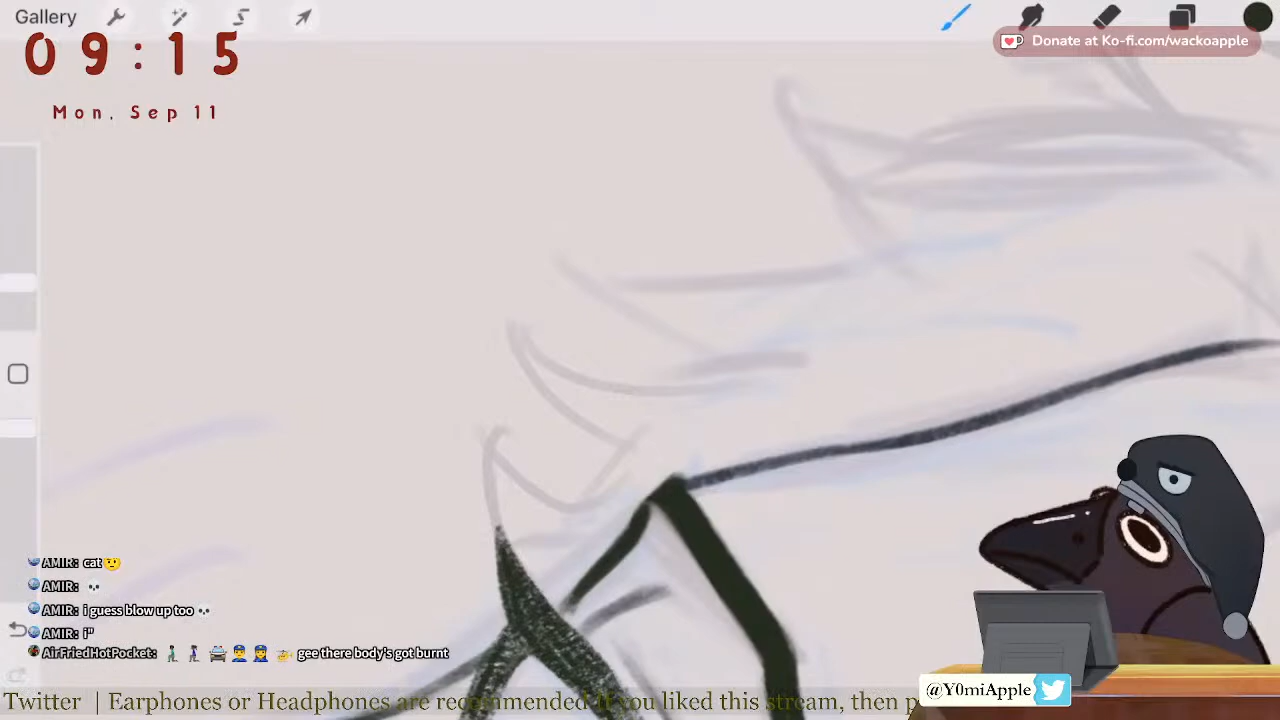 Gallery
09:15
Mon, Sep 11
Donate at Ko-fi.com/wackoapple
AMIR: cat🫡
AMIR: 💀
AMIR: i guess blow up too 💀
AMIR: i"
AirFriedHotPocket: 🧎‍♂️ 🧍‍♀️ 🚔 👮 👮‍♀️ gee there body's got burnt
@Y0miApple
Twitter | Earphones or Headphones are recommended If you liked this stream, then p